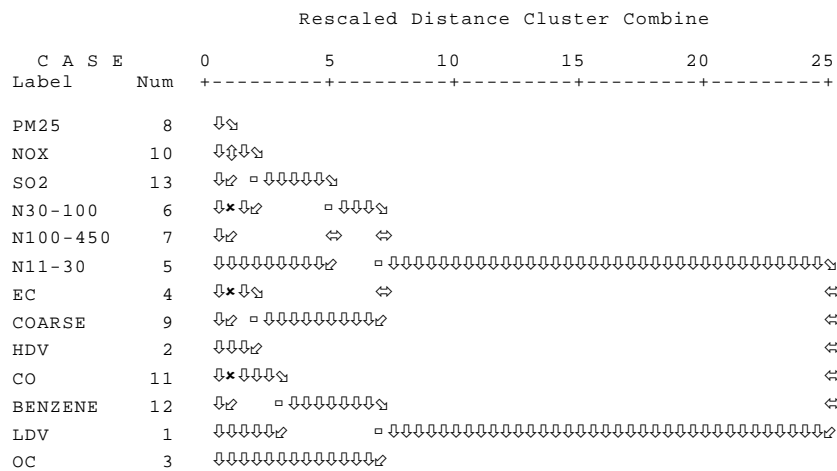 Rescaled Distance Cluster Combine
C A S E 0 5 10 15 20 25
Label Num +---------+---------+---------+---------+---------+
PM25 8 ⇩⬂
NOX 10 ⇩⇳⇩⬂
SO2 13 ⇩⬃ ▫⇩⇩⇩⇩⇩⬂
N30-100 6 ⇩×⇩⬃ ▫⇩⇩⇩⬂
N100-450 7 ⇩⬃ ⇔ ⇔
N11-30 5 ⇩⇩⇩⇩⇩⇩⇩⇩⇩⬃ ▫⇩⇩⇩⇩⇩⇩⇩⇩⇩⇩⇩⇩⇩⇩⇩⇩⇩⇩⇩⇩⇩⇩⇩⇩⇩⇩⇩⇩⇩⇩⇩⇩⇩⇩⇩⬂
EC 4 ⇩×⇩⬂ ⇔ ⇔
COARSE 9 ⇩⬃ ▫⇩⇩⇩⇩⇩⇩⇩⇩⇩⬃ ⇔
HDV 2 ⇩⇩⇩⬃ ⇔
CO 11 ⇩×⇩⇩⇩⬂ ⇔
BENZENE 12 ⇩⬃ ▫⇩⇩⇩⇩⇩⇩⇩⬂ ⇔
LDV 1 ⇩⇩⇩⇩⇩⬃ ▫⇩⇩⇩⇩⇩⇩⇩⇩⇩⇩⇩⇩⇩⇩⇩⇩⇩⇩⇩⇩⇩⇩⇩⇩⇩⇩⇩⇩⇩⇩⇩⇩⇩⇩⇩⬃
OC 3 ⇩⇩⇩⇩⇩⇩⇩⇩⇩⇩⇩⇩⇩⬃